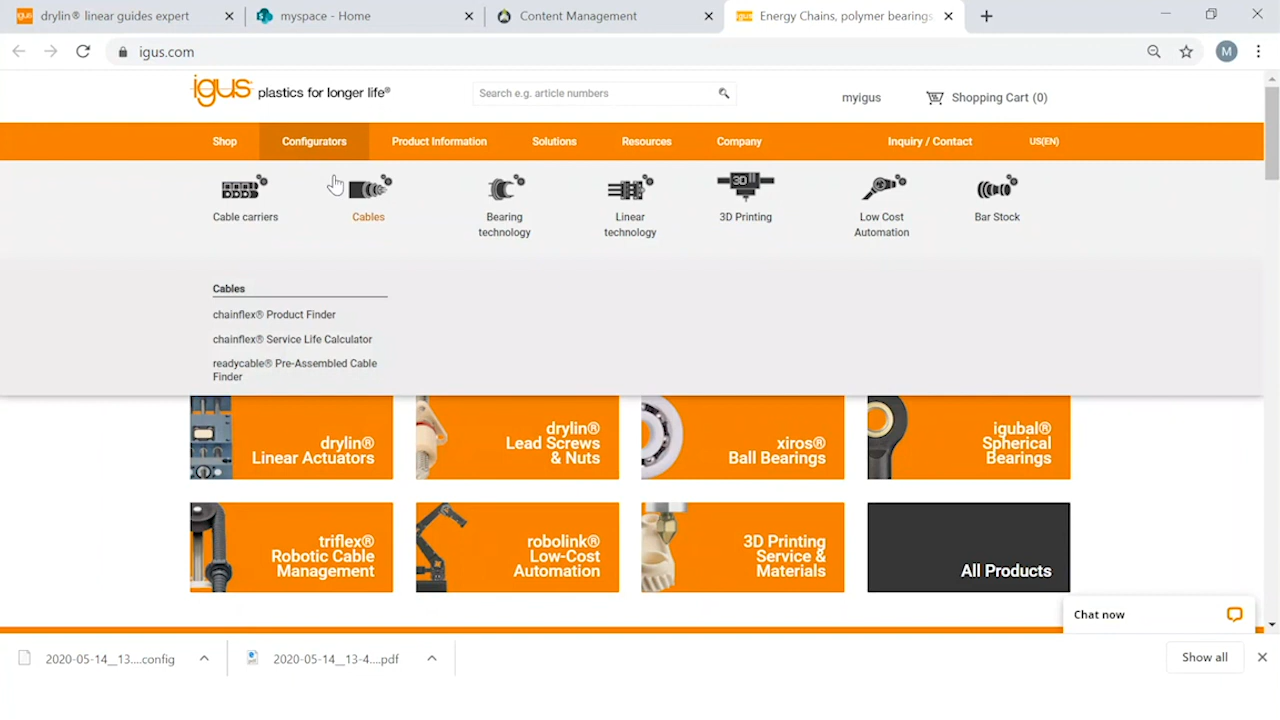 drylin® linear guides expert
myspace - Home
Content Management
Energy Chains, polymer bearings,
igus.com
M
igus® plastics for longer life®
Search e.g. article numbers
myigus
Shopping Cart (0)
Shop
Configurators
Product Information
Solutions
Resources
Company
Inquiry / Contact
US(EN)
Cable carriers
Cables
Bearing
technology
Linear
technology
3D
3D Printing
Low Cost
Automation
Bar Stock
Cables
chainflex® Product Finder
chainflex® Service Life Calculator
readycable® Pre-Assembled Cable
Finder
drylin®
Linear Actuators
drylin®
Lead Screws
& Nuts
xiros®
Ball Bearings
igubal®
Spherical
Bearings
triflex®
Robotic Cable
Management
robolink®
Low-Cost
Automation
3D Printing
Service &
Materials
All Products
Chat now
2020-05-14__13....config
2020-05-14__13-4....pdf
Show all